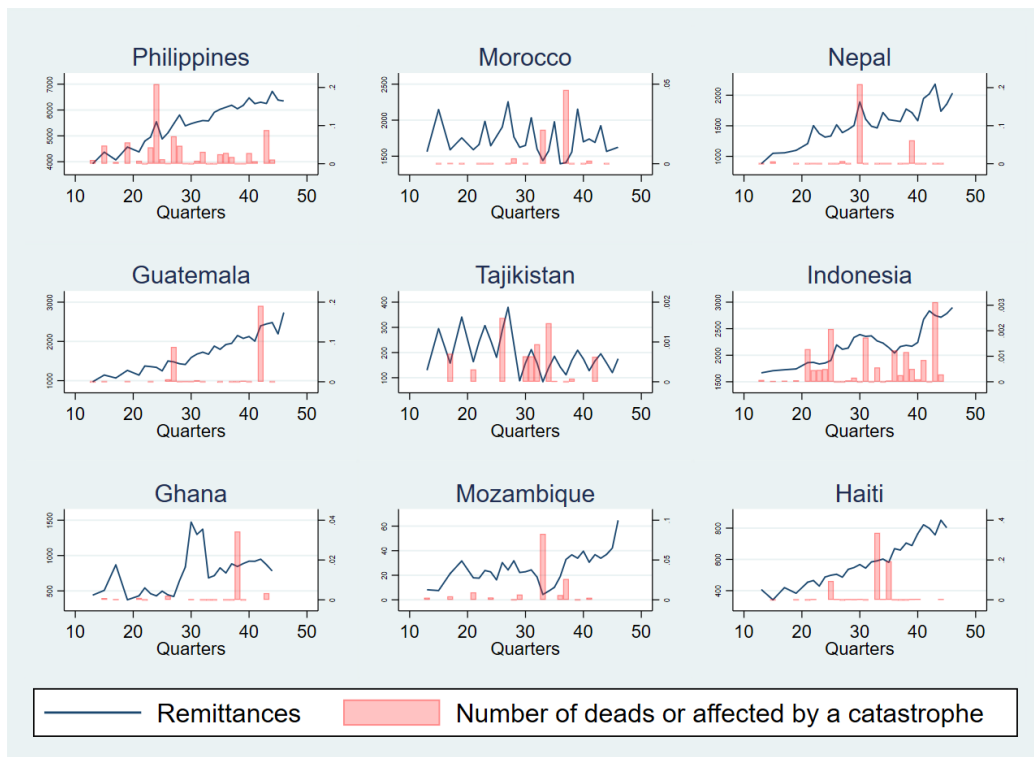 Philippines
7000
6000
5000
4000
.2
.1
0
10 20 30 40 50
Quarters
Morocco
2500
2000
1500
.05
0
10 20 30 40 50
Quarters
Nepal
2000
1500
1000
.2
.1
0
10 20 30 40 50
Quarters
Guatemala
3000
2000
1000
.2
.1
0
10 20 30 40 50
Quarters
Tajikistan
400
300
200
100
.002
.001
0
10 20 30 40 50
Quarters
Indonesia
3000
2500
2000
1500
.003
.002
.001
0
10 20 30 40 50
Quarters
Ghana
1500
1000
500
.04
.02
0
10 20 30 40 50
Quarters
Mozambique
60
40
20
0
.1
.05
0
10 20 30 40 50
Quarters
Haiti
800
600
400
.4
.2
0
10 20 30 40 50
Quarters
Remittances
Number of deads or affected by a catastrophe